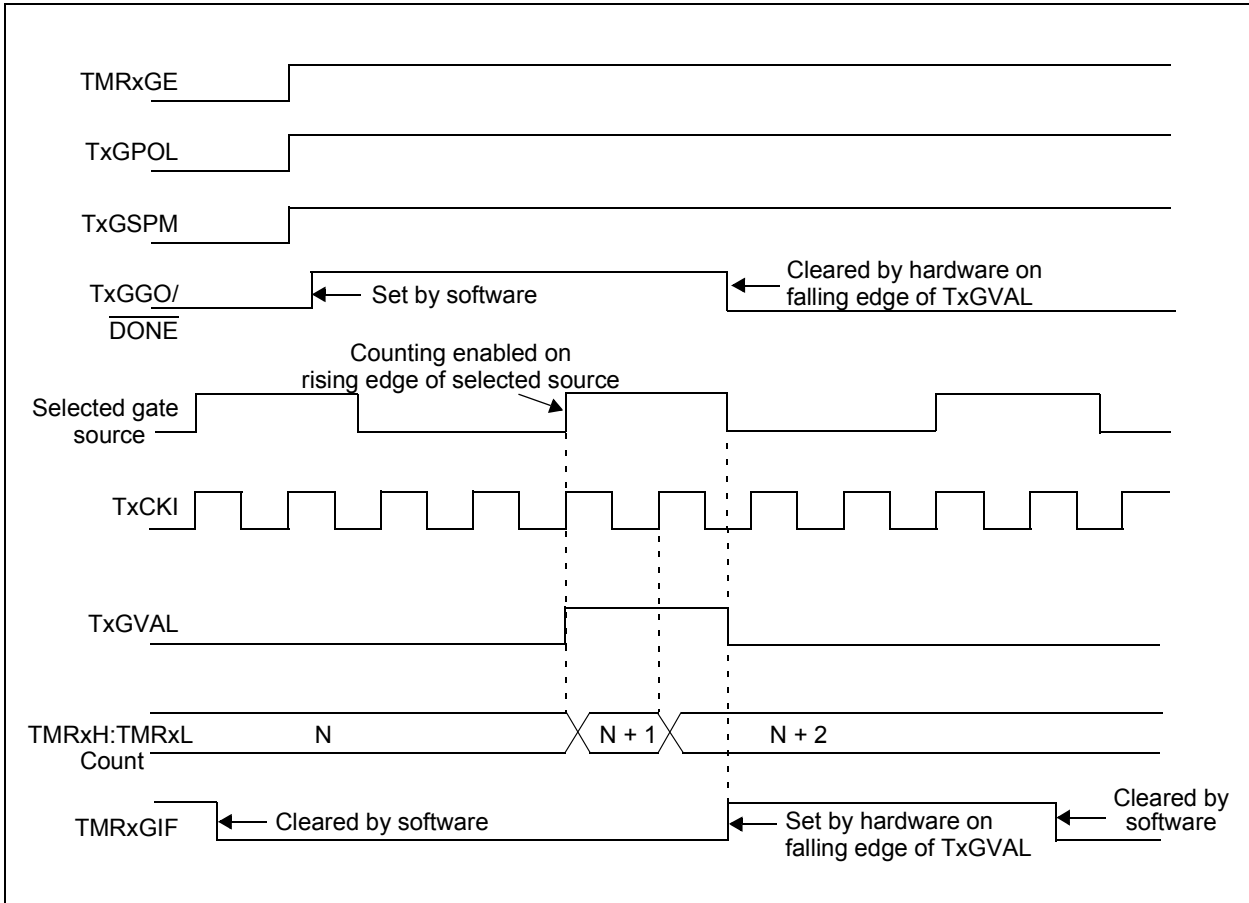 TMRxGE
TxGPOL
TxGSPM
TxGGO/
DONE
Set by software
Cleared by hardware on
falling edge of TxGVAL
Counting enabled on
rising edge of selected source
Selected gate
source
TxCKI
TxGVAL
TMRxH:TMRxL
Count
N
N + 1
N + 2
TMRxGIF
Cleared by software
Set by hardware on
falling edge of TxGVAL
Cleared by
software